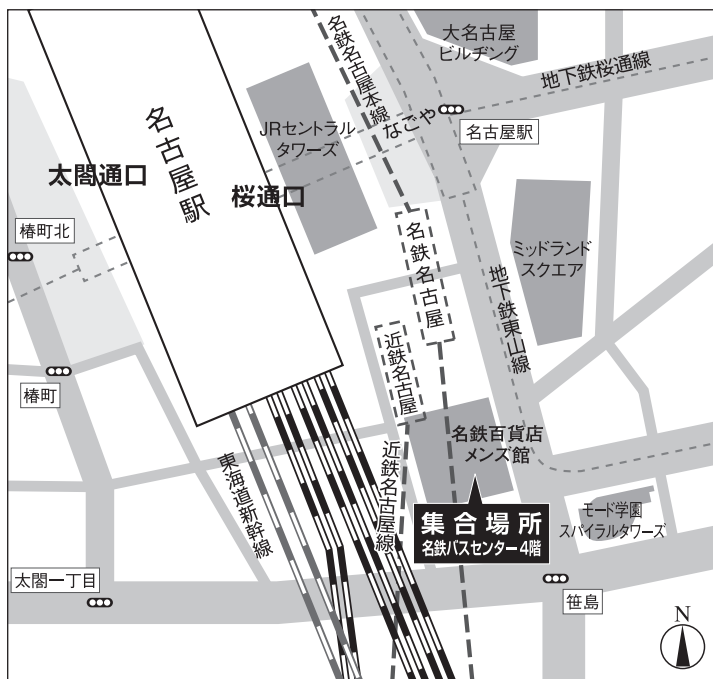 名鉄名古屋本線
大名古屋
ビルヂング
地下鉄桜通線
なごや
名古屋駅
JRセントラル
タワーズ
名古屋駅
太閤通口
桜通口
椿町北
名鉄名古屋
ミッドランド
スクエア
地下鉄東山線
近鉄名古屋
椿町
名鉄百貨店
メンズ館
東海道新幹線
近鉄名古屋線
集合場所
名鉄バスセンター4階
モード学園
スパイラルタワーズ
太閤一丁目
笹島
N